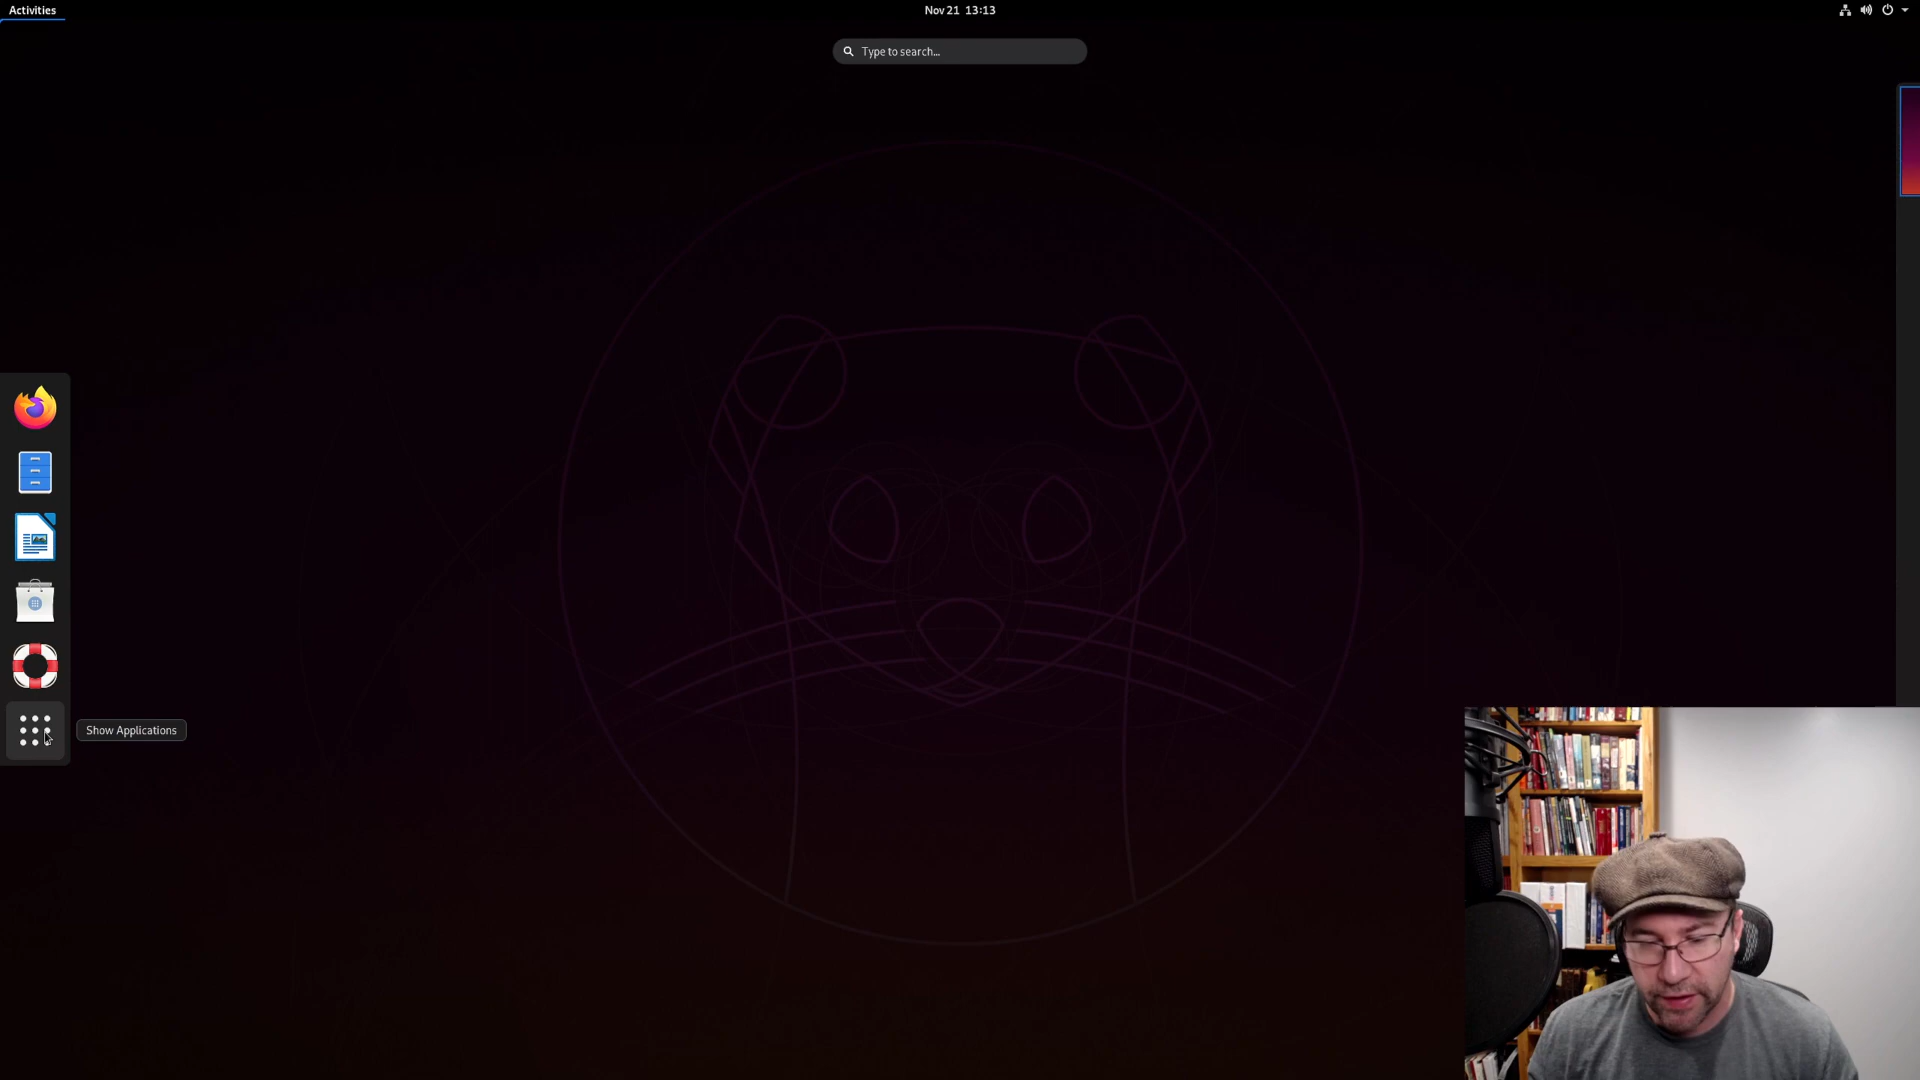 Activities
Nov 21 13:13
Type to search...
Show Applications